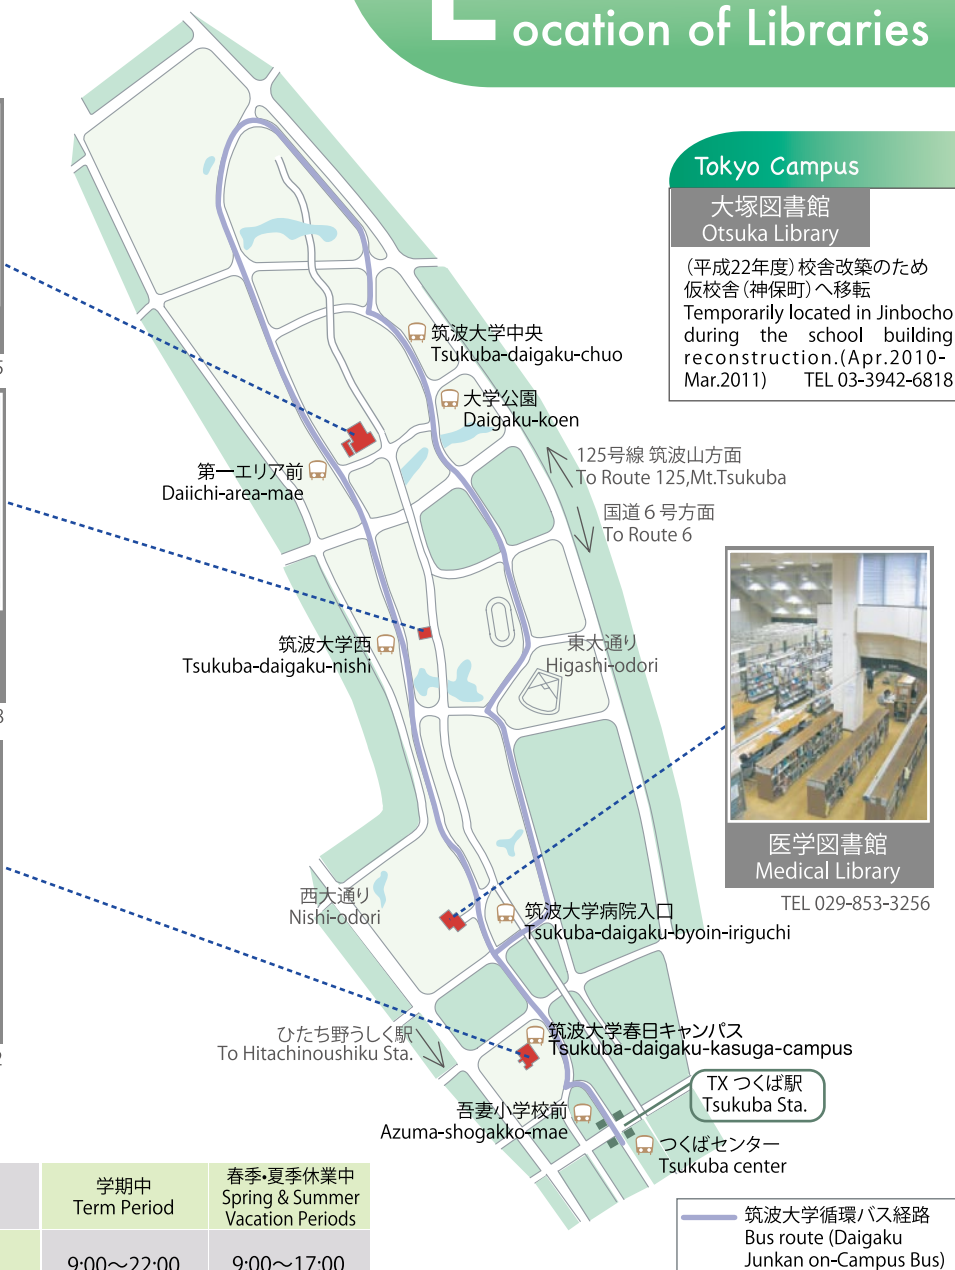 Location of Libraries
Tokyo Campus
大塚図書館
Otsuka Library
（平成22年度）校舎改築のため
仮校舎（神保町）へ移転
Temporarily located in Jinbocho
during the school building
reconstruction.(Apr.2010-
Mar.2011) TEL 03-3942-6818
筑波大学中央
Tsukuba-daigaku-chuo
大学公園
Daigaku-koen
125号線 筑波山方面
To Route 125,Mt.Tsukuba
第一エリア前
Daiichi-area-mae
国道６号方面
To Route 6
筑波大学西
Tsukuba-daigaku-nishi
東大通り
Higashi-odori
医学図書館
Medical Library
TEL 029-853-3256
西大通り
Nishi-odori
筑波大学病院入口
Tsukuba-daigaku-byoin-iriguchi
ひたち野うしく駅
To Hitachinoushiku Sta.
筑波大学春日キャンパス
Tsukuba-daigaku-kasuga-campus
TX つくば駅
Tsukuba Sta.
吾妻小学校前
Azuma-shogakko-mae
つくばセンター
Tsukuba center
学期中
Term Period
春季・夏季休業中
Spring & Summer
Vacation Periods
9:00～22:00
9:00～17:00
筑波大学循環バス経路
Bus route (Daigaku
Junkan on-Campus Bus)